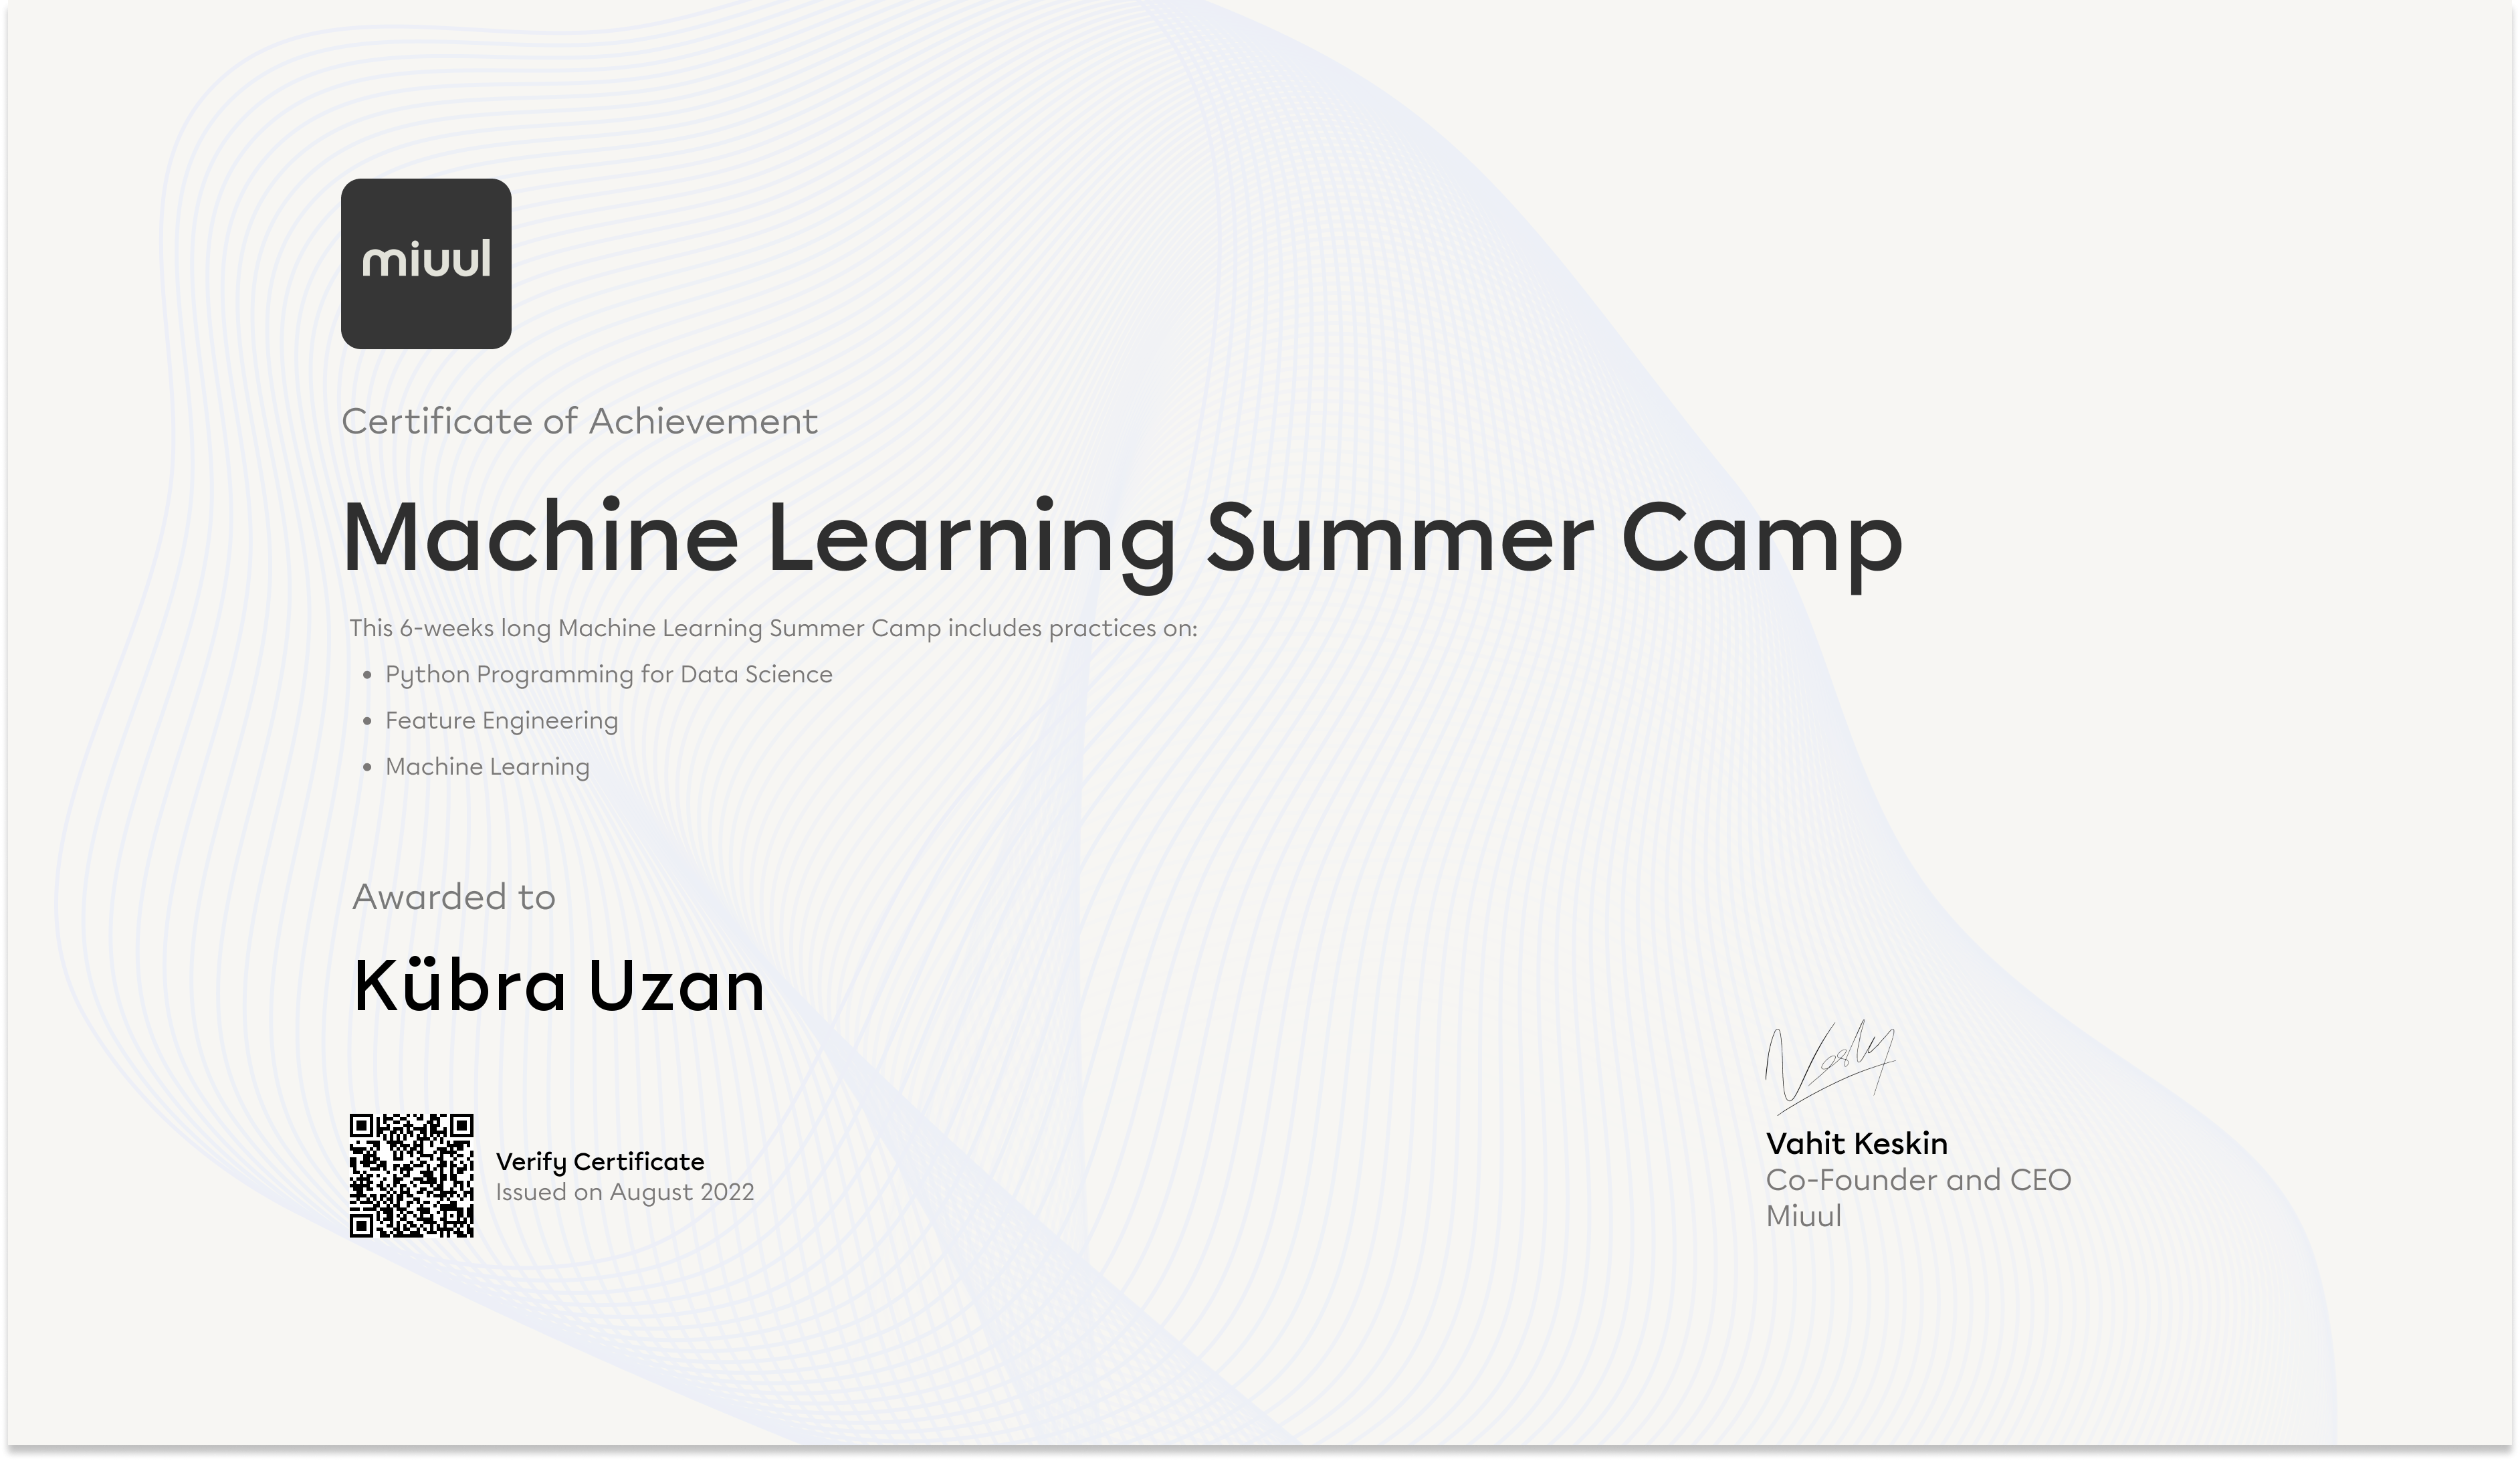 miuul
Certificate of Achievement
Machine Learning Summer Camp
This 6-weeks long Machine Learning Summer Camp includes practices on:
• Python Programming for Data Science
• Feature Engineering
• Machine Learning
Awarded to
Kübra Uzan
Verify Certificate
Issued on August 2022
Vahit Keskin
Co-Founder and CEO
Miuul